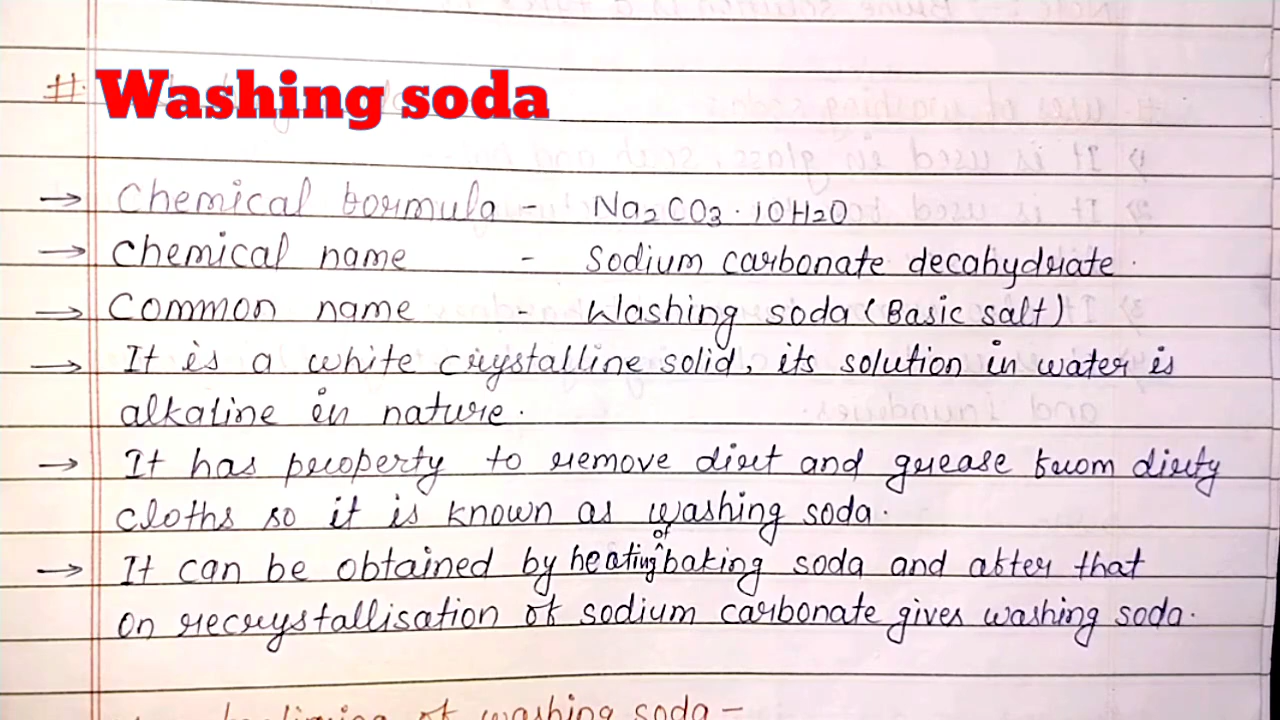 # Washing soda
→ Chemical formula - Na2CO3·10H2O
→ Chemical name - Sodium carbonate decahydrate.
→ Common name - Washing soda (Basic salt)
→ It is a white crystalline solid, its solution in water is
alkaline in nature.
→ It has property to remove dirt and grease from dirty
cloths so it is known as washing soda.
→ It can be obtained by heating ^of baking soda and after that
on recrystallisation of sodium carbonate gives washing soda.
of washing soda -